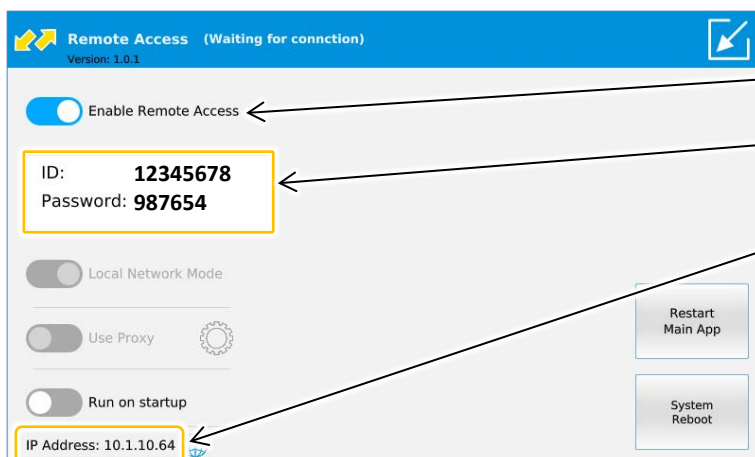 Remote Access (Waiting for connction)
Version: 1.0.1
Enable Remote Access
ID: 12345678
Password: 987654
Local Network Mode
Use Proxy
Run on startup
IP Address: 10.1.10.64
Restart
Main App
System
Reboot